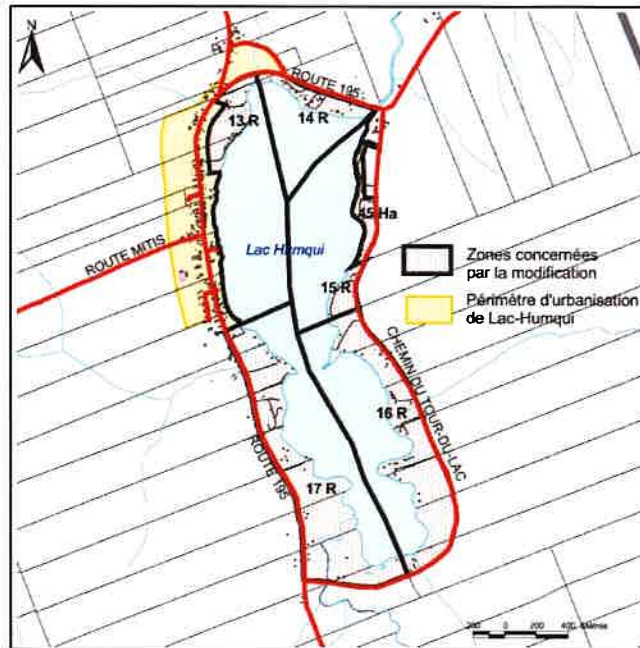 N
ROUTE 195
13 R
14 R
45 Ha
ROUTE MITIS
Lac Humqui
Zones concernées
par la modification
15 R
Périmètre d'urbanisation
de Lac-Humqui
CHEMIN DU TOUR-DU-LAC
16 R
ROUTE 195
17 R
200 0 200 400